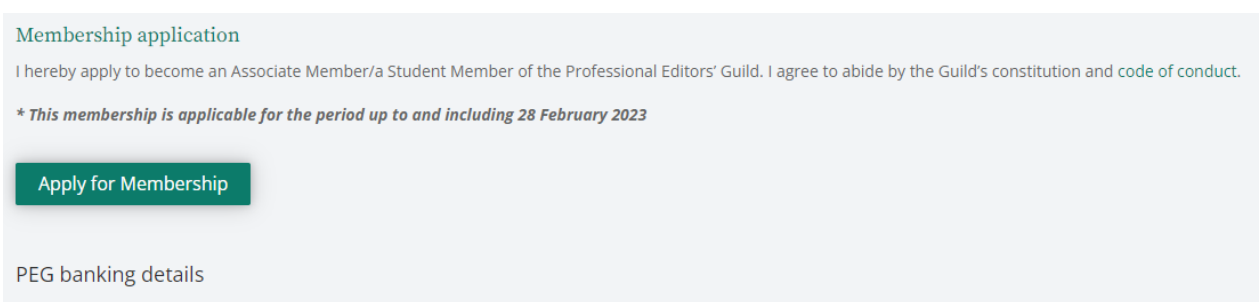 Membership application
I hereby apply to become an Associate Member/a Student Member of the Professional Editors' Guild. I agree to abide by the Guild's constitution and code of conduct.
* This membership is applicable for the period up to and including 28 February 2023
Apply for Membership
PEG banking details